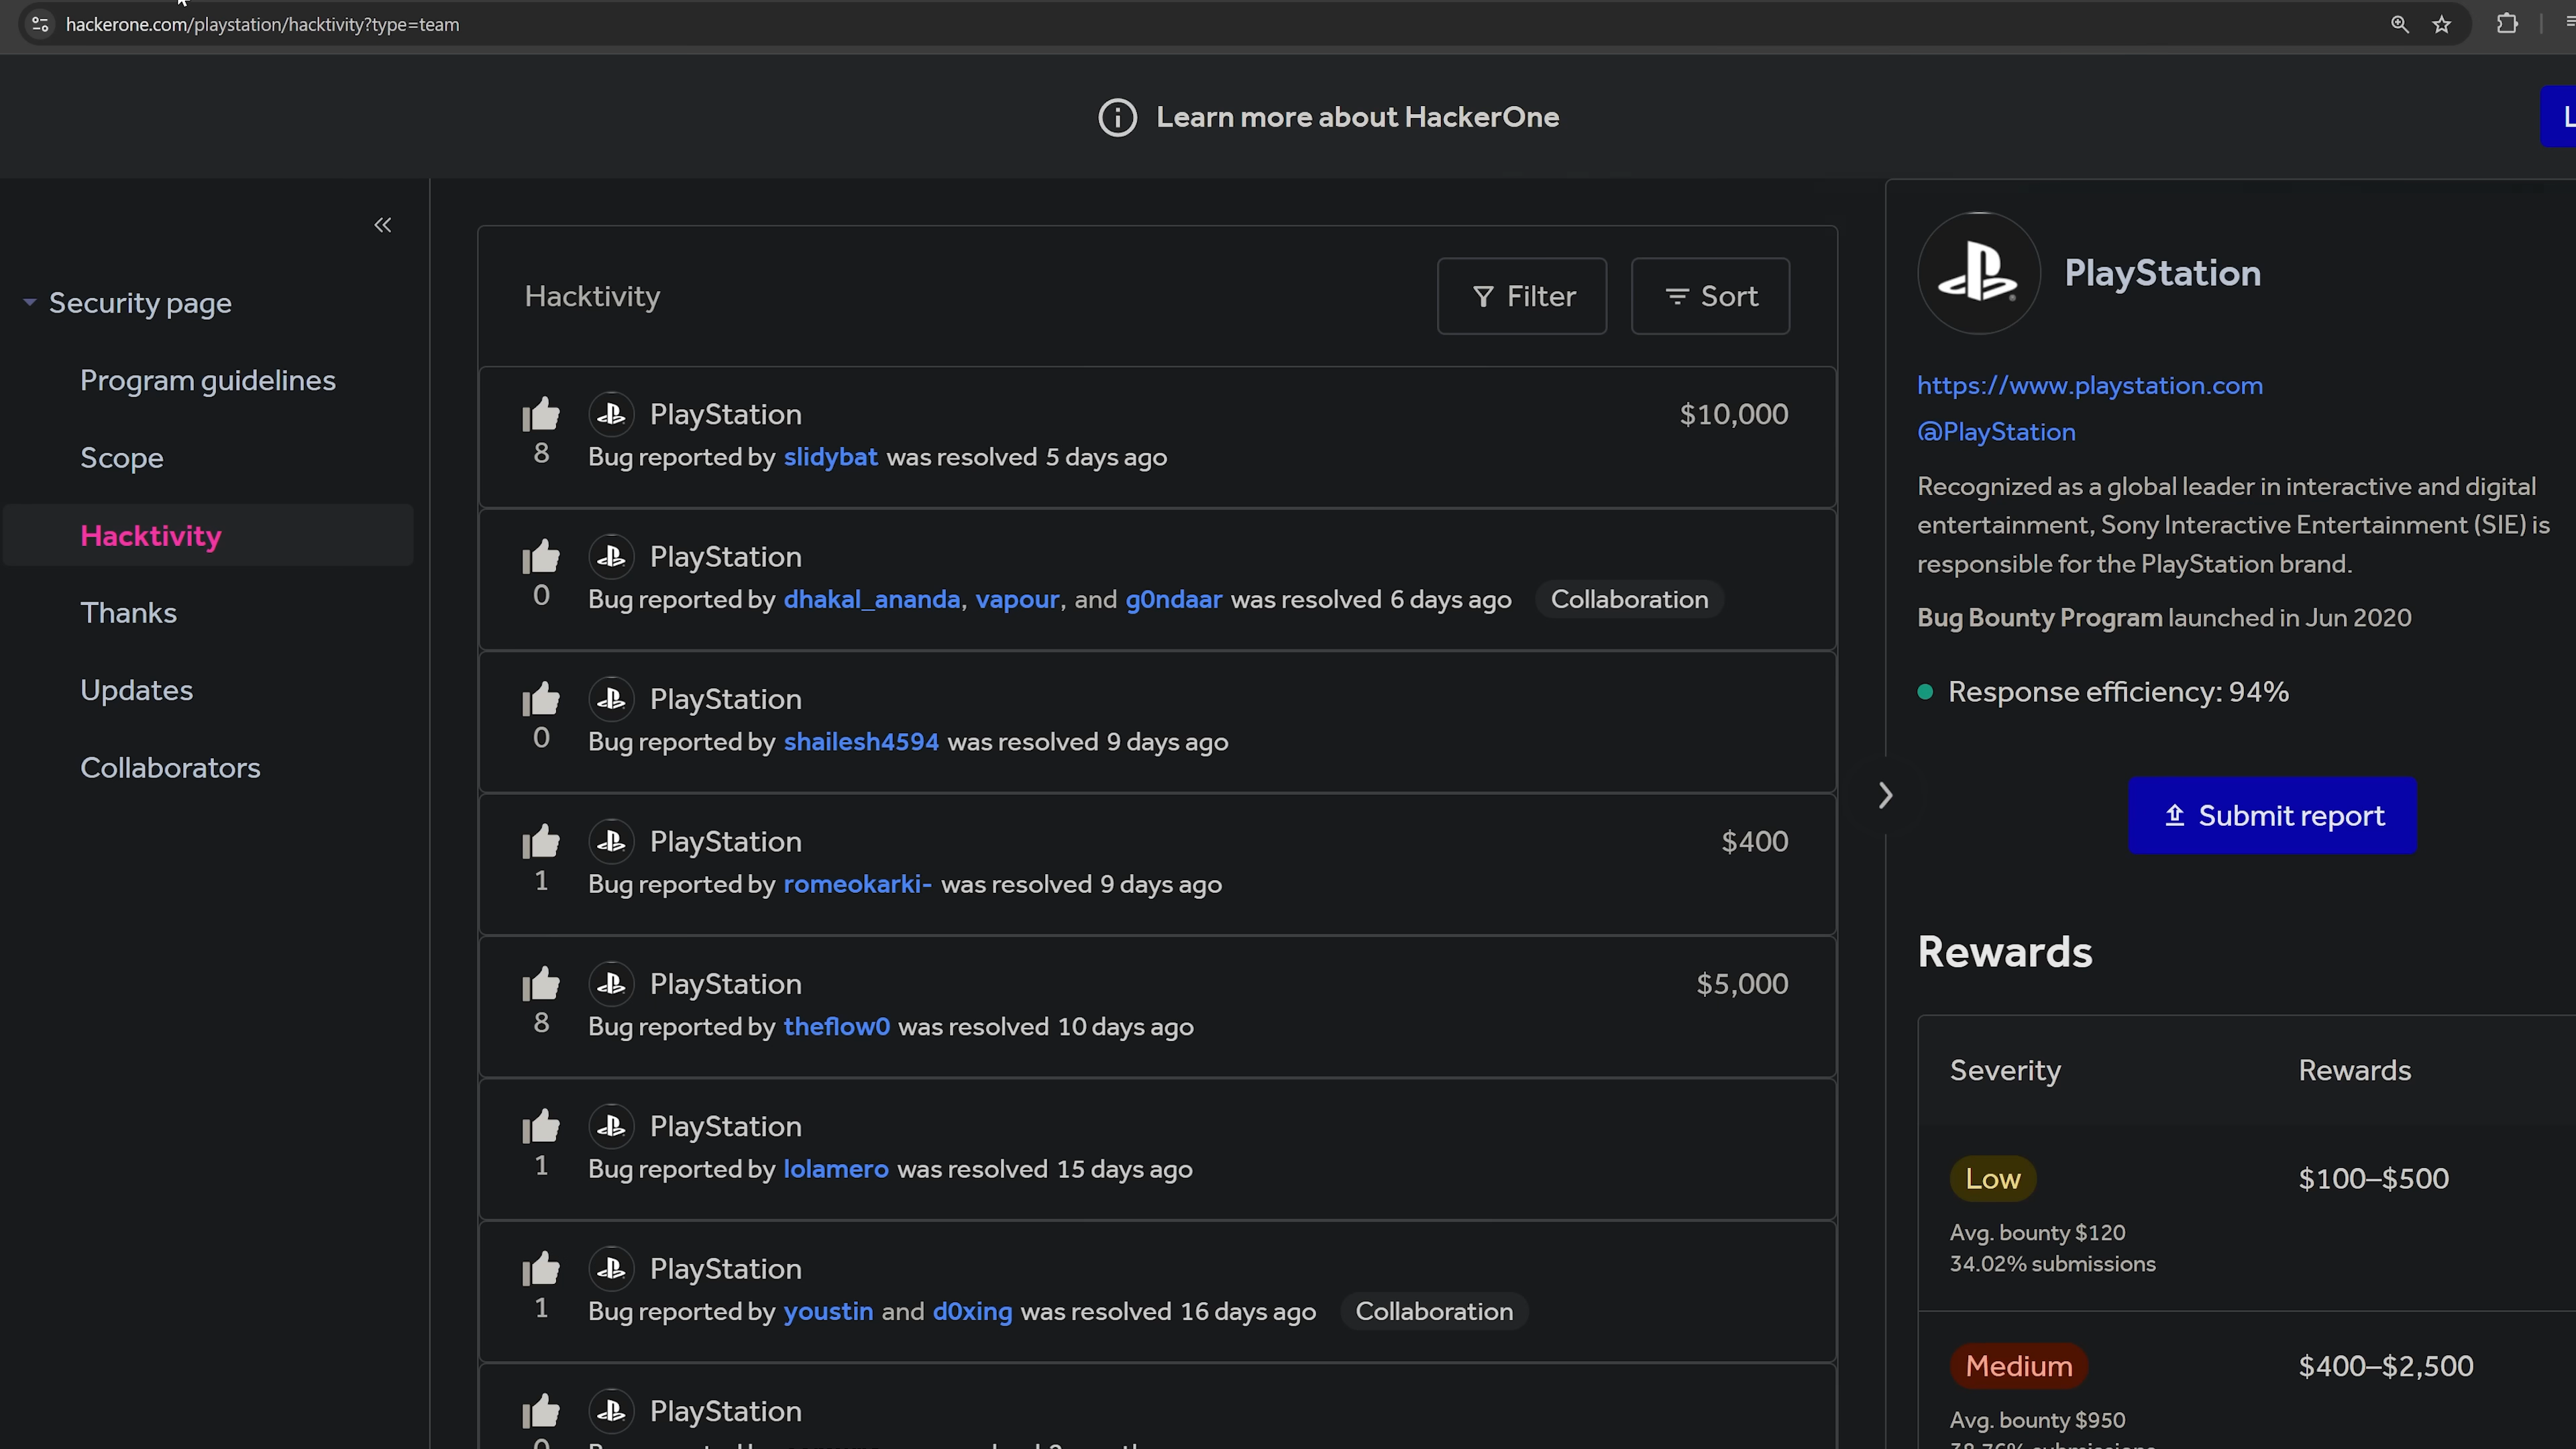 hackerone.com/playstation/hacktivity?type=team
Learn more about HackerOne
Security page
Program guidelines
Scope
Hacktivity
Thanks
Updates
Collaborators
Hacktivity
Filter
Sort
PlayStation
$10,000
8
Bug reported by slidybat was resolved 5 days ago
PlayStation
0
Bug reported by dhakal_ananda, vapour, and g0ndaar was resolved 6 days ago
Collaboration
PlayStation
0
Bug reported by shailesh4594 was resolved 9 days ago
PlayStation
$400
1
Bug reported by romeokarki- was resolved 9 days ago
PlayStation
$5,000
8
Bug reported by theflow0 was resolved 10 days ago
PlayStation
1
Bug reported by lolamero was resolved 15 days ago
PlayStation
1
Bug reported by youstin and d0xing was resolved 16 days ago
Collaboration
PlayStation
PlayStation
https://www.playstation.com
@PlayStation
Recognized as a global leader in interactive and digital
entertainment, Sony Interactive Entertainment (SIE) is
responsible for the PlayStation brand.
Bug Bounty Program launched in Jun 2020
Response efficiency: 94%
Submit report
Rewards
Severity
Rewards
Low
$100–$500
Avg. bounty $120
34.02% submissions
Medium
$400–$2,500
Avg. bounty $950